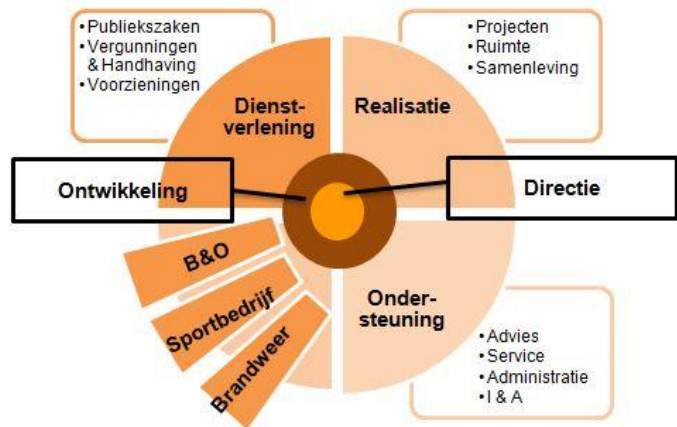 • Publiekszaken
• Vergunningen
& Handhaving
• Voorzieningen
• Projecten
• Ruimte
• Samenleving
Dienst-
verlening
Realisatie
Ontwikkeling
Directie
B&O
Sportbedrijf
Brandweer
Onder-
steuning
• Advies
• Service
• Administratie
• I & A